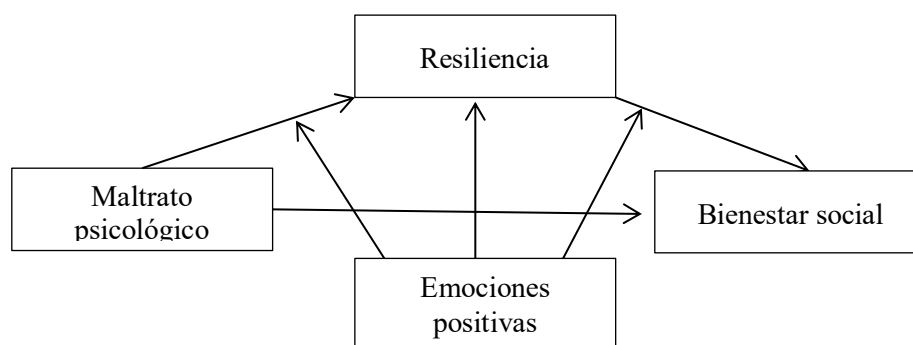 Resiliencia
Maltrato
psicológico
Bienestar social
Emociones
positivas